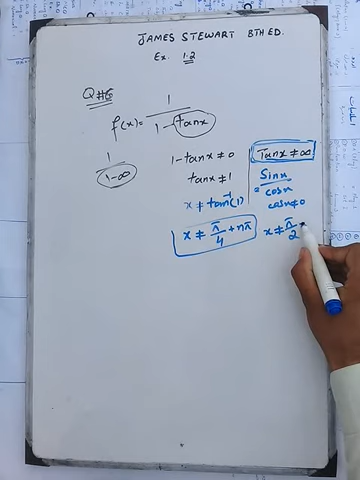 JAMES STEWART 8TH ED.
Ex. 1.2
Q#6
f(x) = 1 / 1 - tanx
1 / 1-∞
1-tanx ≠ 0
tanx ≠ 1
x ≠ tan⁻¹(1)
x ≠ π/4 + nπ
Tanx ≠ ∞
= Sinx / cosx
cosx ≠ 0
x ≠ π/2